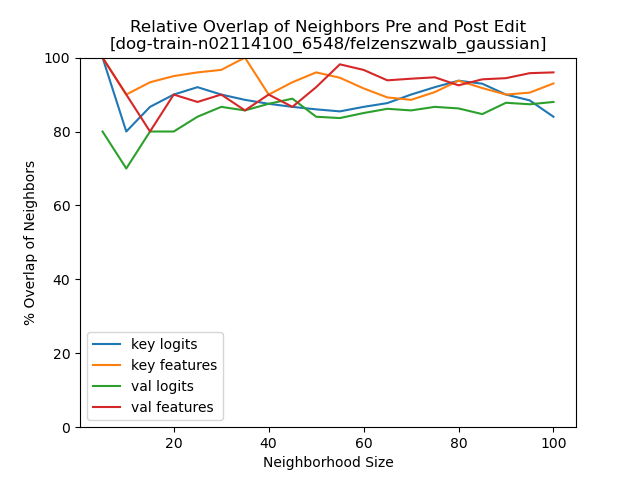 Relative Overlap of Neighbors Pre and Post Edit
[dog-train-n02114100_6548/felzenszwalb_gaussian]
% Overlap of Neighbors
100
80
60
40
20
0
key logits
key features
val logits
val features
20 40 60 80 100
Neighborhood Size